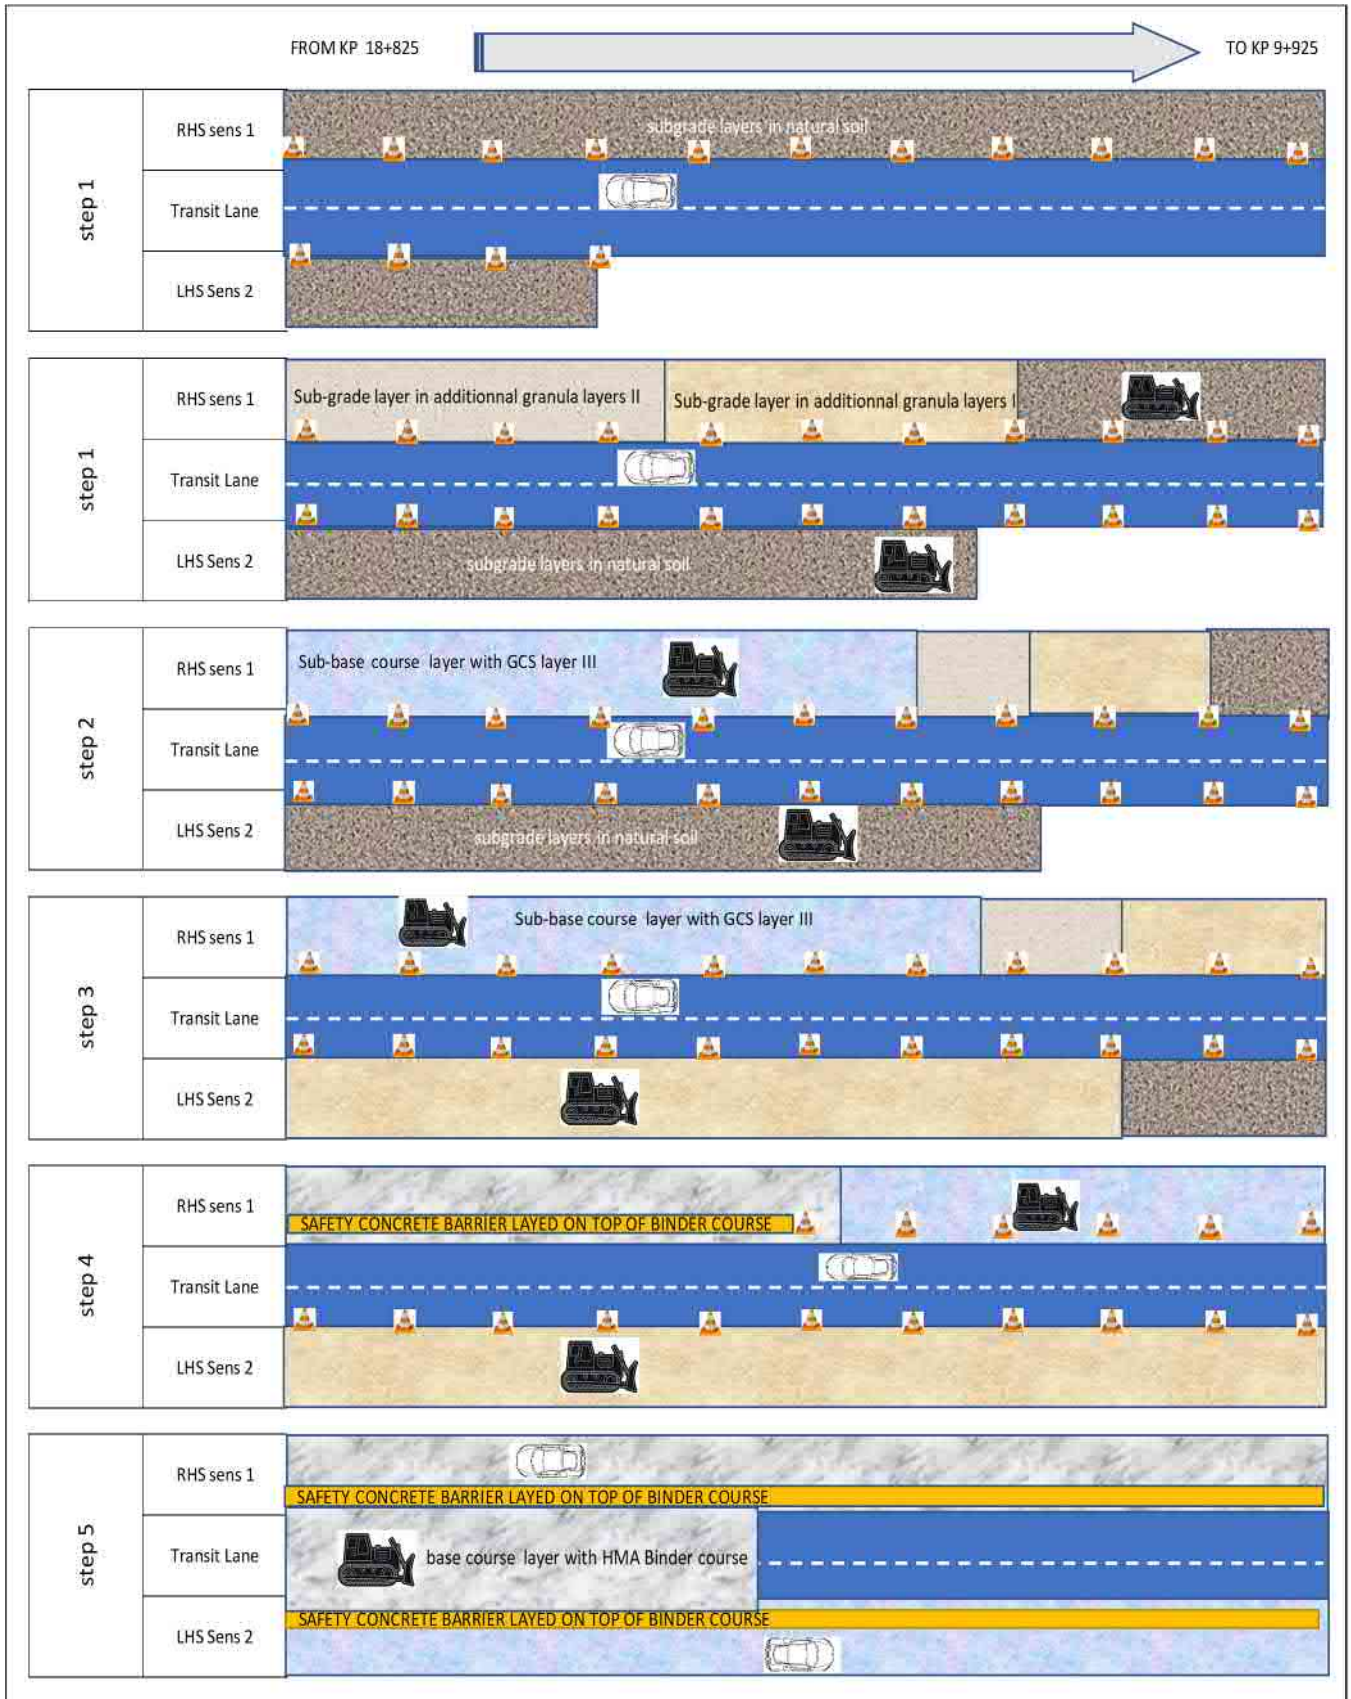 FROM KP 18+825
TO KP 9+925
step 1
RHS sens 1
subgrade layers in natural soil
Transit Lane
LHS Sens 2
step 1
RHS sens 1
Sub-grade layer in additionnal granula layers II
Sub-grade layer in additionnal granula layers I
Transit Lane
LHS Sens 2
subgrade layers in natural soil
step 2
RHS sens 1
Sub-base course layer with GCS layer III
Transit Lane
LHS Sens 2
subgrade layers in natural soil
step 3
RHS sens 1
Sub-base course layer with GCS layer III
Transit Lane
LHS Sens 2
step 4
RHS sens 1
SAFETY CONCRETE BARRIER LAYED ON TOP OF BINDER COURSE
Transit Lane
LHS Sens 2
step 5
RHS sens 1
SAFETY CONCRETE BARRIER LAYED ON TOP OF BINDER COURSE
Transit Lane
base course layer with HMA Binder course
SAFETY CONCRETE BARRIER LAYED ON TOP OF BINDER COURSE
LHS Sens 2